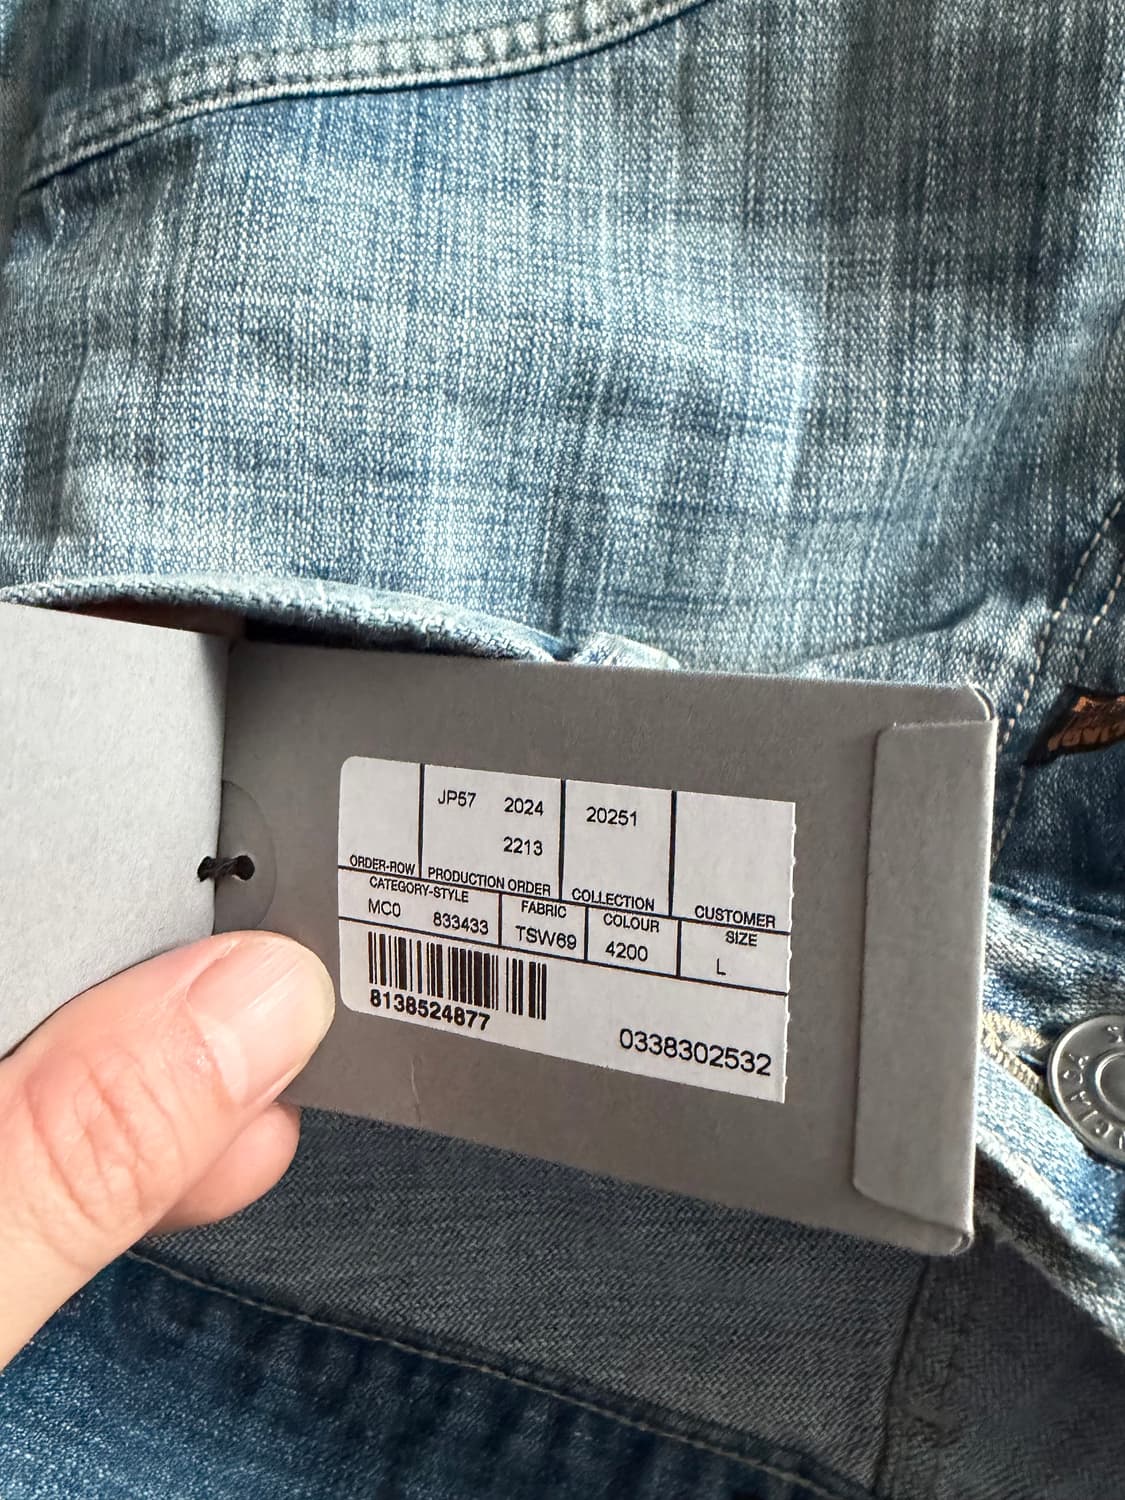 JP57 2024
2213
20251
ORDER-ROW
PRODUCTION ORDER
COLLECTION
CUSTOMER
CATEGORY-STYLE
MC0 833433
FABRIC
TSW69
COLOUR
4200
SIZE
L
8138524877
0338302532